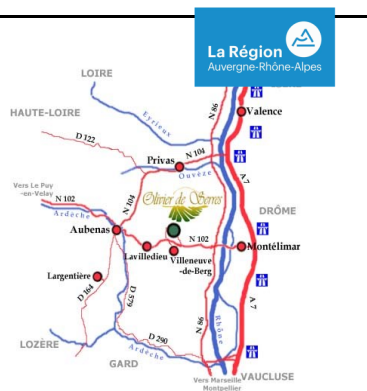 La Région
Auvergne-Rhône-Alpes
LOIRE
HAUTE-LOIRE
Eyrieux
N 86
Valence
D 122
Privas
N 104
Ouvèze
A 7
Vers Le Puy
-en-Velay
N 102
Ardèche
N 104
Olivier de Serres
DRÔME
Aubenas
N 102
Montélimar
Lavilledieu
Villeneuve
-de-Berg
Largentière
D 164
D 579
A 7
N 86
Rhône
D 290
LOZÈRE
Ardèche
GARD
VAUCLUSE
Vers Marseille
Montpellier